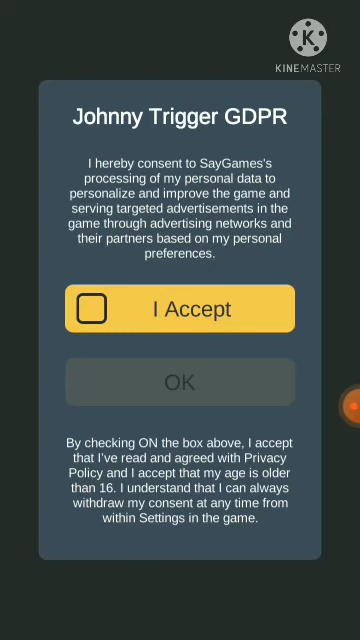 K
KINEMASTER
Johnny Trigger GDPR
I hereby consent to SayGames's
processing of my personal data to
personalize and improve the game and
serving targeted advertisements in the
game through advertising networks and
their partners based on my personal
preferences.
I Accept
OK
By checking ON the box above, I accept
that I've read and agreed with Privacy
Policy and I accept that my age is older
than 16. I understand that I can always
withdraw my consent at any time from
within Settings in the game.